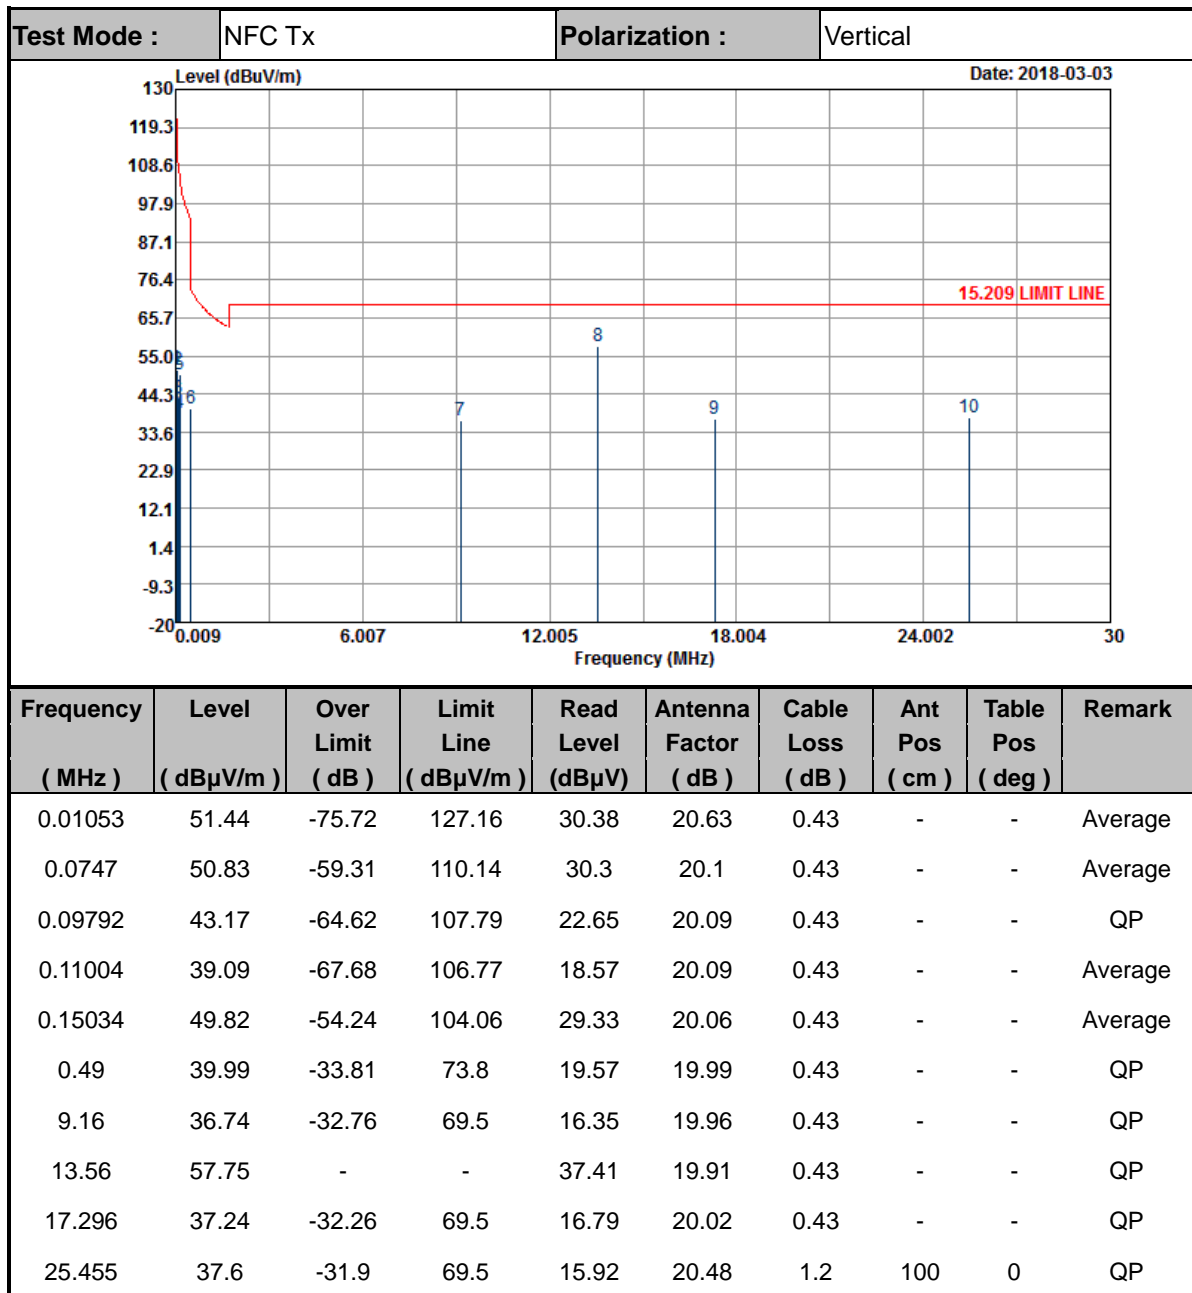 Test Mode : NFC Tx Polarization : Vertical
Level (dBuV/m) Date: 2018-03-03
130
119.3
108.6
97.9
87.1
76.4
15.209 LIMIT LINE
65.7
8
55.0
44.3
6
7
9
10
33.6
22.9
12.1
1.4
-9.3
-20
0.009 6.007 12.005 18.004 24.002 30
Frequency (MHz)
Frequency Level Over Limit Read Antenna Cable Ant Table Remark
Limit Line Level Factor Loss Pos Pos
( MHz ) ( dBµV/m ) ( dB ) ( dBµV/m ) (dBµV) ( dB ) ( dB ) ( cm ) ( deg )
0.01053 51.44 -75.72 127.16 30.38 20.63 0.43 - - Average
0.0747 50.83 -59.31 110.14 30.3 20.1 0.43 - - Average
0.09792 43.17 -64.62 107.79 22.65 20.09 0.43 - - QP
0.11004 39.09 -67.68 106.77 18.57 20.09 0.43 - - Average
0.15034 49.82 -54.24 104.06 29.33 20.06 0.43 - - Average
0.49 39.99 -33.81 73.8 19.57 19.99 0.43 - - QP
9.16 36.74 -32.76 69.5 16.35 19.96 0.43 - - QP
13.56 57.75 - - 37.41 19.91 0.43 - - QP
17.296 37.24 -32.26 69.5 16.79 20.02 0.43 - - QP
25.455 37.6 -31.9 69.5 15.92 20.48 1.2 100 0 QP